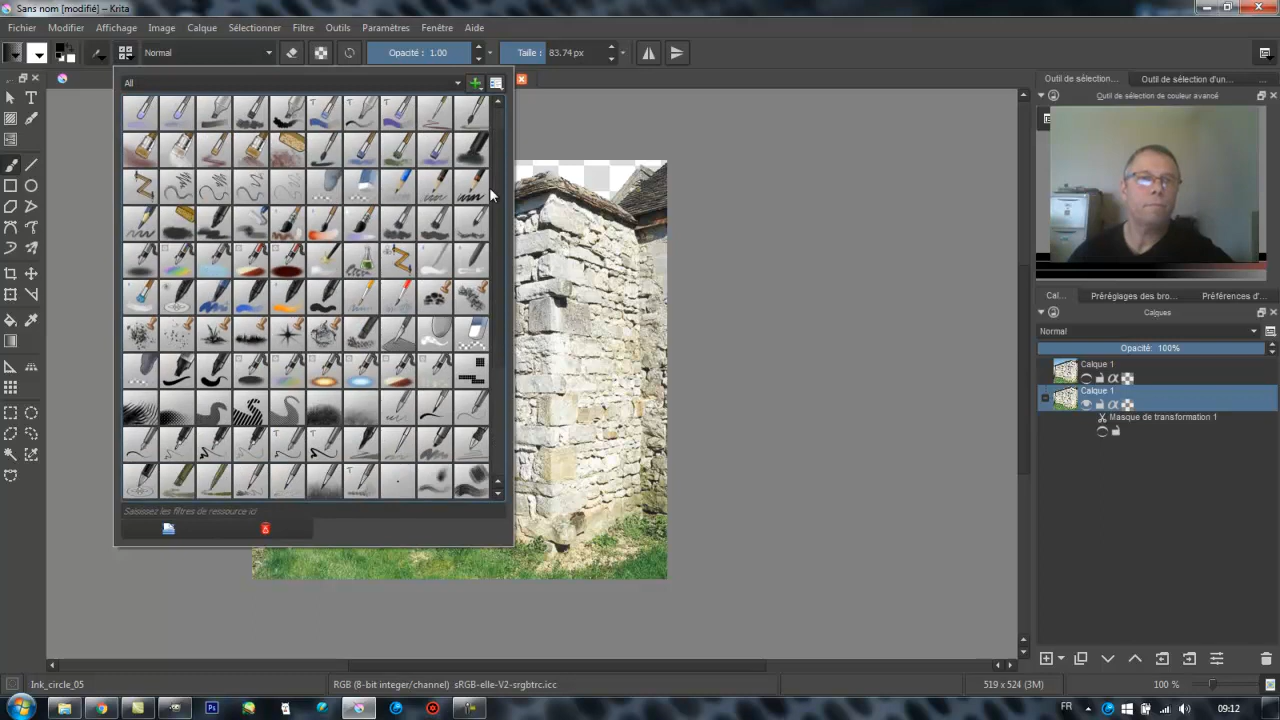 Sans nom [modifié] – Krita
Fichier Modifier Affichage Image Calque Sélectionner Filtre Outils Paramètres Fenêtre Aide
Normal Opacité : 1.00 Taille : 83.74 px
All
Outil de sélection... Outil de sélection d'un...
Outil de sélection de couleur avancé
Cal... Préréglages des bro... Préférences d'...
Calques
Normal
Opacité: 100%
Calque 1
Calque 1
Masque de transformation 1
Saisissez les filtres de ressource ici
Ink_circle_05 RGB (8-bit integer/channel) sRGB-elle-V2-srgbtrc.icc 519 x 524 (3M) 100 %
FR 09:12